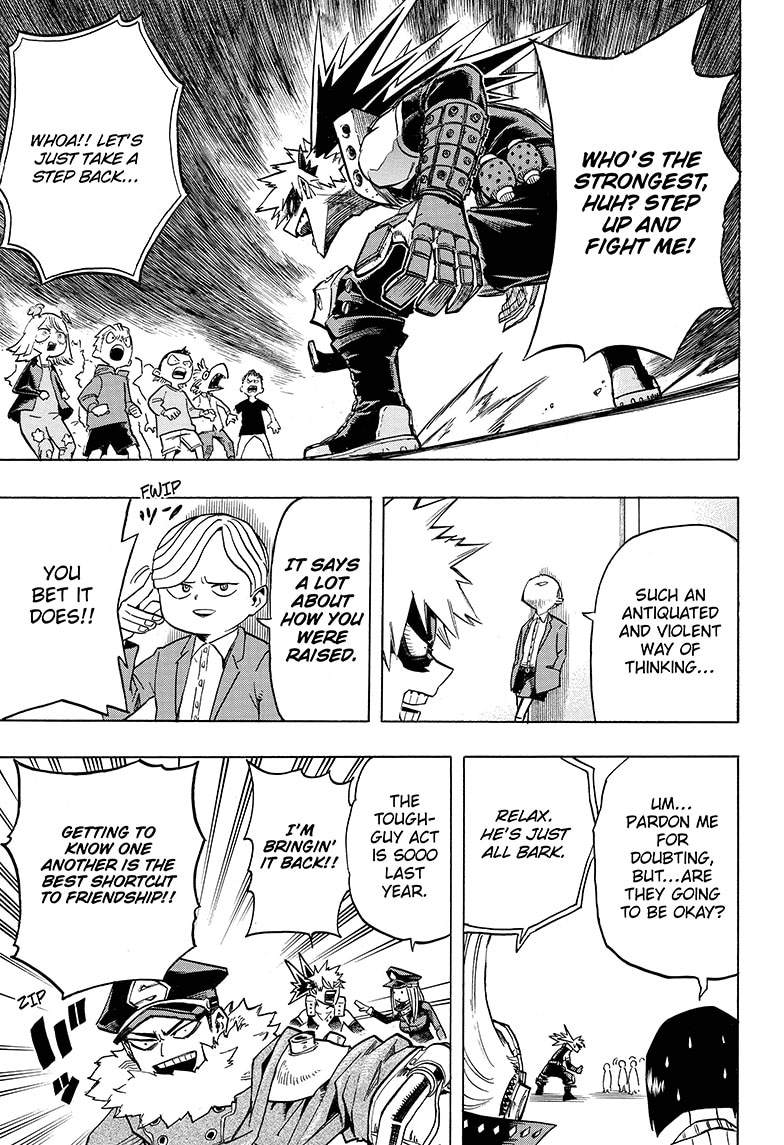 WHO'S THE
STRONGEST,
HUH? STEP
UP AND
FIGHT ME!
WHOA!! LET'S
JUST TAKE A
STEP BACK...
SUCH AN
ANTIQUATED
AND VIOLENT
WAY OF
THINKING...
FWIP
IT SAYS
A LOT
ABOUT
HOW YOU
WERE
RAISED.
YOU
BET IT
DOES!!
UM...
PARDON ME
FOR
DOUBTING,
BUT...ARE
THEY GOING
TO BE OKAY?
RELAX.
HE'S JUST
ALL BARK.
THE
TOUGH-
GUY ACT
IS SOOO
LAST
YEAR.
I'M
BRINGIN'
IT BACK!!
GETTING TO
KNOW ONE
ANOTHER IS THE
BEST SHORTCUT
TO FRIENDSHIP!!
ZIP